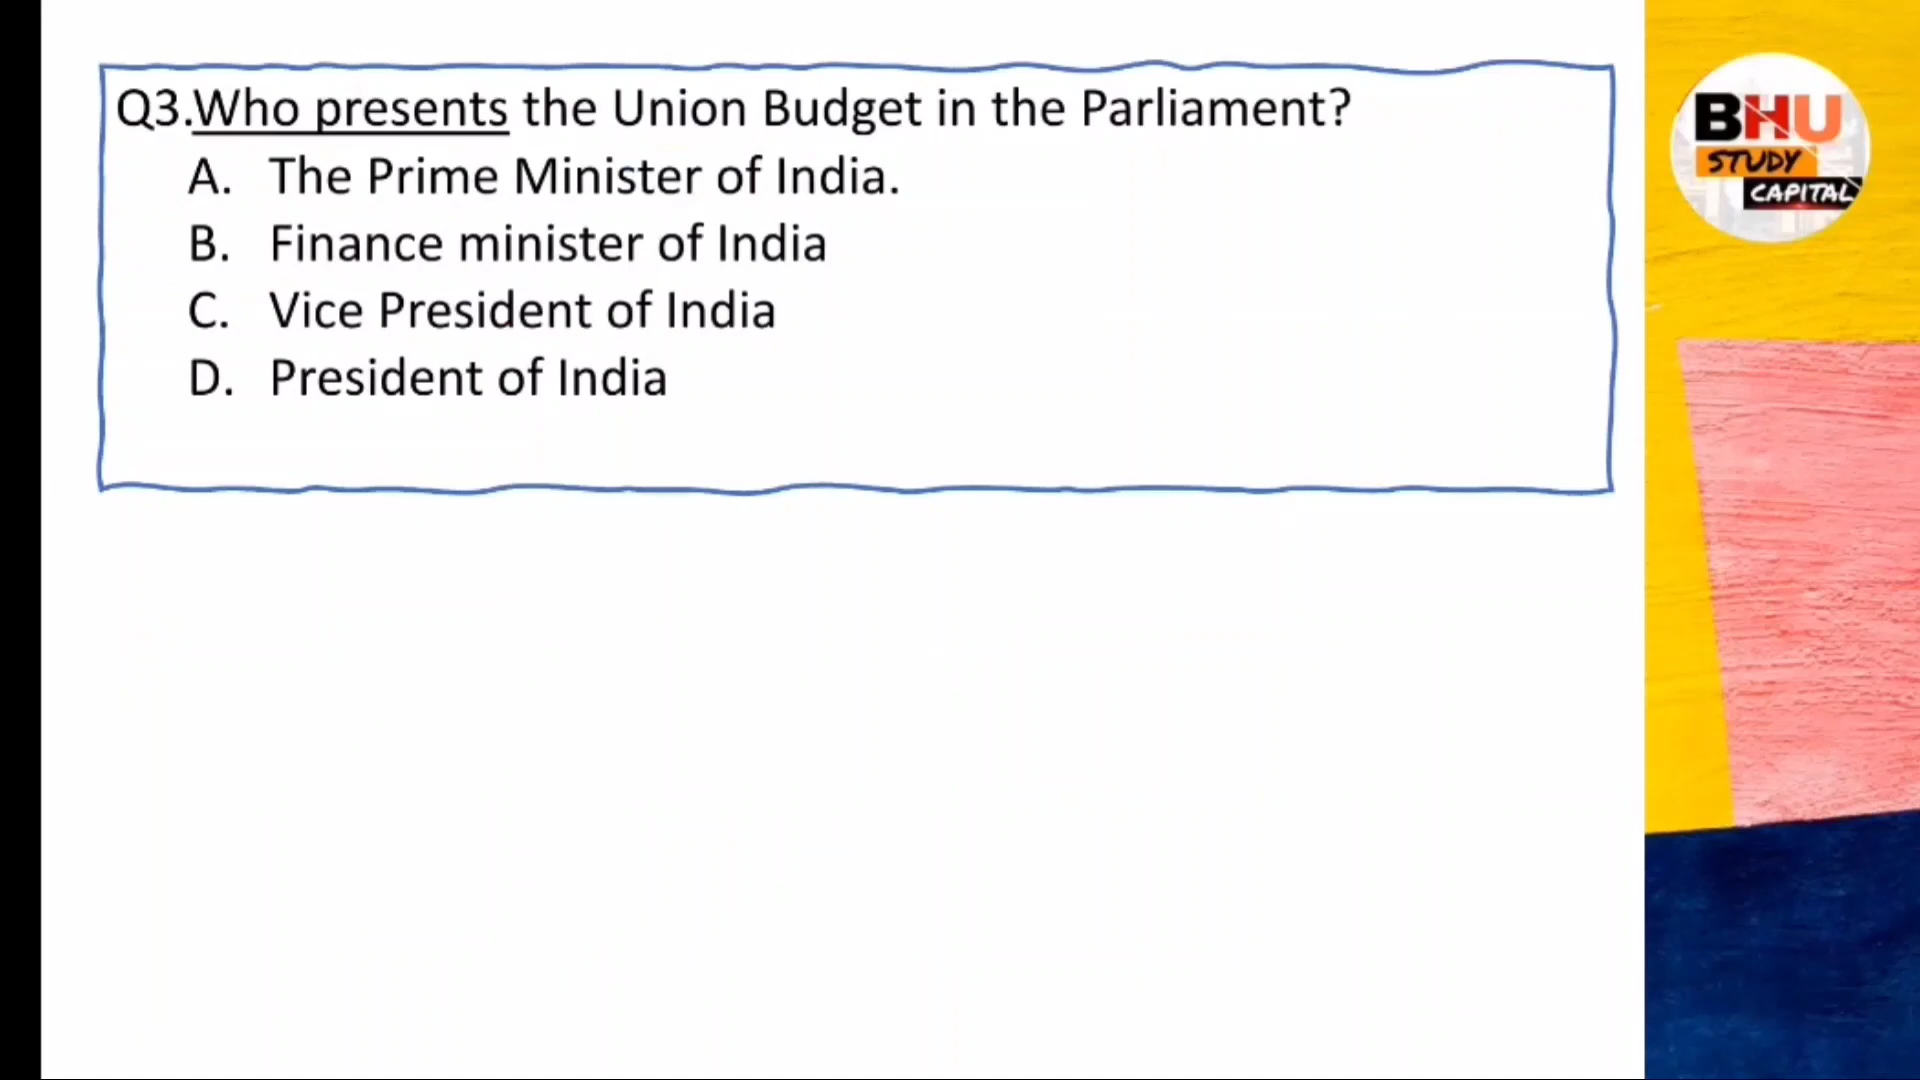 Q3.Who presents the Union Budget in the Parliament?
A. The Prime Minister of India.
B. Finance minister of India
C. Vice President of India
D. President of India
BHU
STUDY
CAPITAL